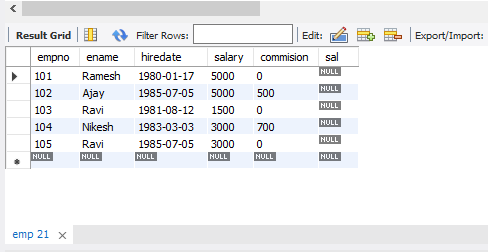 Result Grid Filter Rows: Edit: Export/Import:
empno ename hiredate salary commision sal
101 Ramesh 1980-01-17 5000 0 NULL
102 Ajay 1985-07-05 5000 500 NULL
103 Ravi 1981-08-12 1500 0 NULL
104 Nikesh 1983-03-03 3000 700 NULL
105 Ravi 1985-07-05 3000 0 NULL
NULL NULL NULL NULL NULL NULL
emp 21